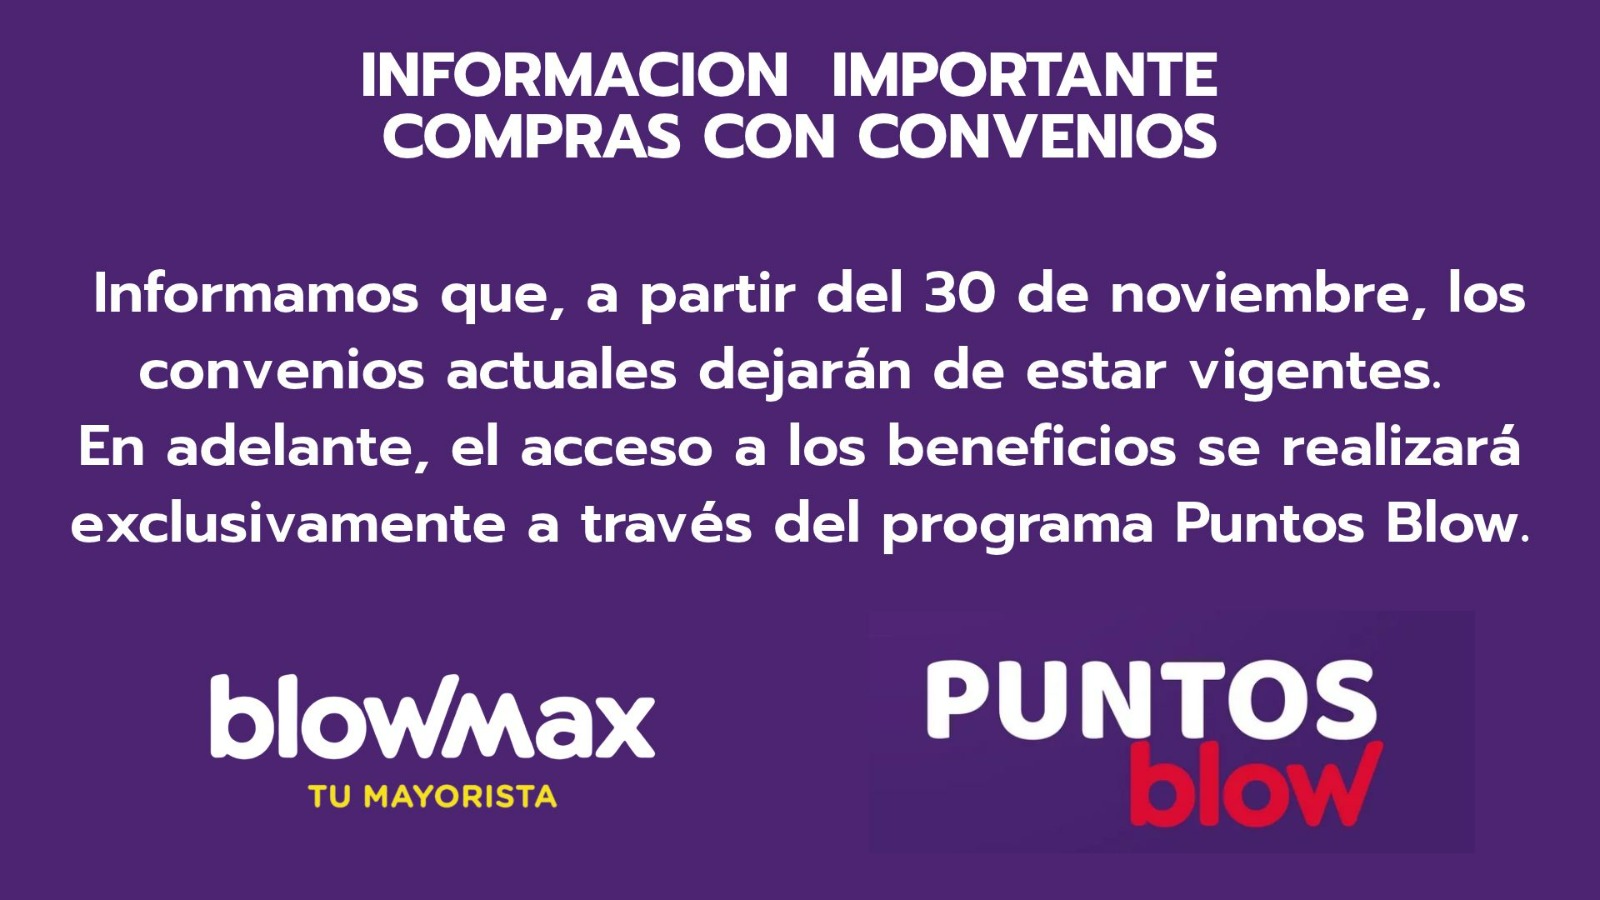 INFORMACION IMPORTANTE
COMPRAS CON CONVENIOS
Informamos que, a partir del 30 de noviembre, los
convenios actuales dejarán de estar vigentes.
En adelante, el acceso a los beneficios se realizará
exclusivamente a través del programa Puntos Blow.
blowmax
TU MAYORISTA
PUNTOS
blow